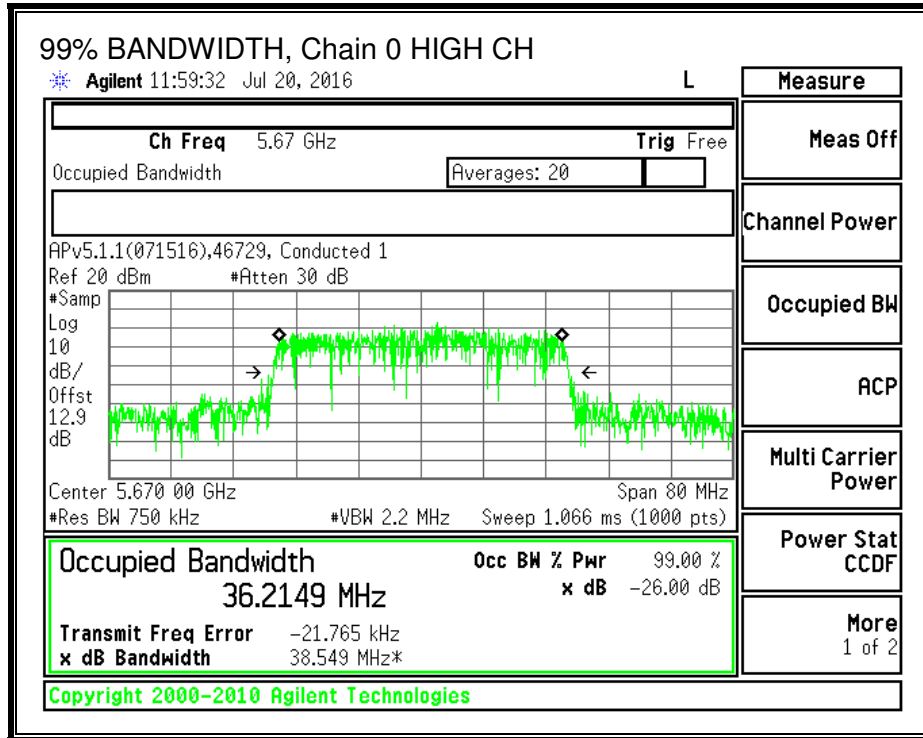 99% BANDWIDTH, Chain 0 HIGH CH
Agilent 11:59:32 Jul 20, 2016 L
Measure
Ch Freq 5.67 GHz Trig Free
Meas Off
Occupied Bandwidth Averages: 20
Channel Power
APv5.1.1(071516),46729, Conducted 1
Ref 20 dBm #Atten 30 dB
#Samp
Log
10
dB/
Offst
12.9
dB
Occupied BW
ACP
Multi Carrier
Power
Center 5.670 00 GHz Span 80 MHz
#Res BW 750 kHz #VBW 2.2 MHz Sweep 1.066 ms (1000 pts)
Power Stat
CCDF
Occupied Bandwidth Occ BW % Pwr 99.00 %
36.2149 MHz x dB -26.00 dB
Transmit Freq Error -21.765 kHz
x dB Bandwidth 38.549 MHz*
More
1 of 2
Copyright 2000-2010 Agilent Technologies